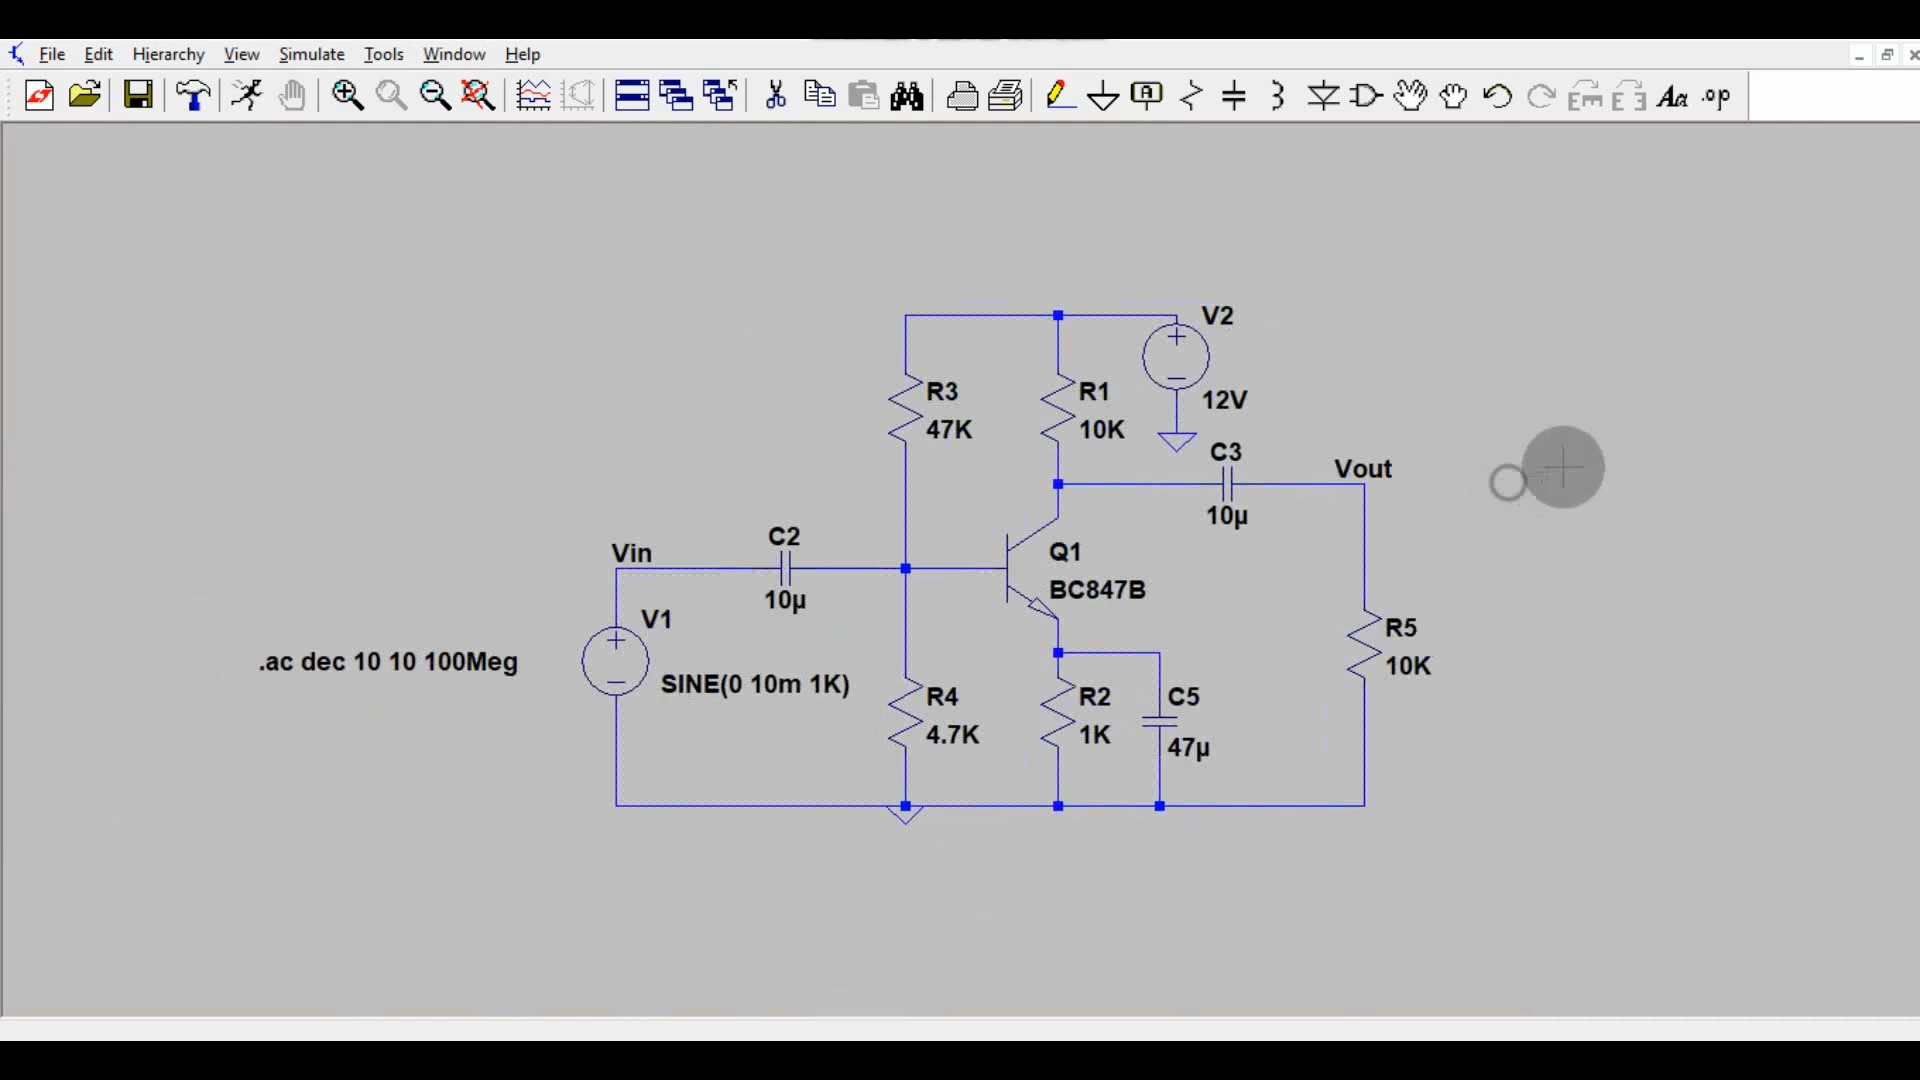 File Edit Hierarchy View Simulate Tools Window Help
A Aa .op
V2
12V
R3
47K
R1
10K
C3
10µ
Vout
Vin
C2
10µ
Q1
BC847B
V1
SINE(0 10m 1K)
.ac dec 10 10 100Meg
R5
10K
R4
4.7K
R2
1K
C5
47µ